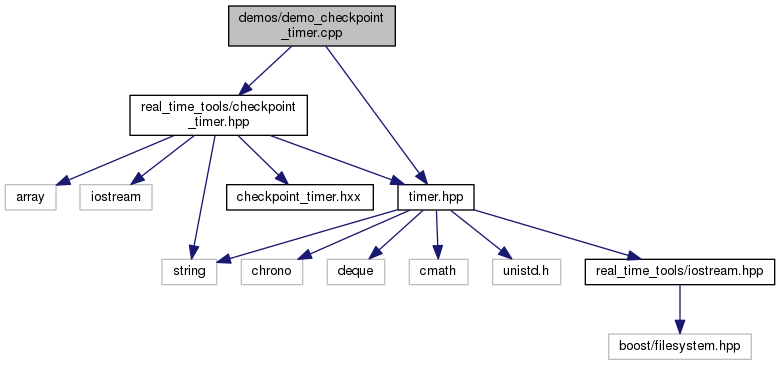 demos/demo_checkpoint
_timer.cpp
real_time_tools/checkpoint
_timer.hpp
array
iostream
checkpoint_timer.hxx
timer.hpp
string
chrono
deque
cmath
unistd.h
real_time_tools/iostream.hpp
boost/filesystem.hpp